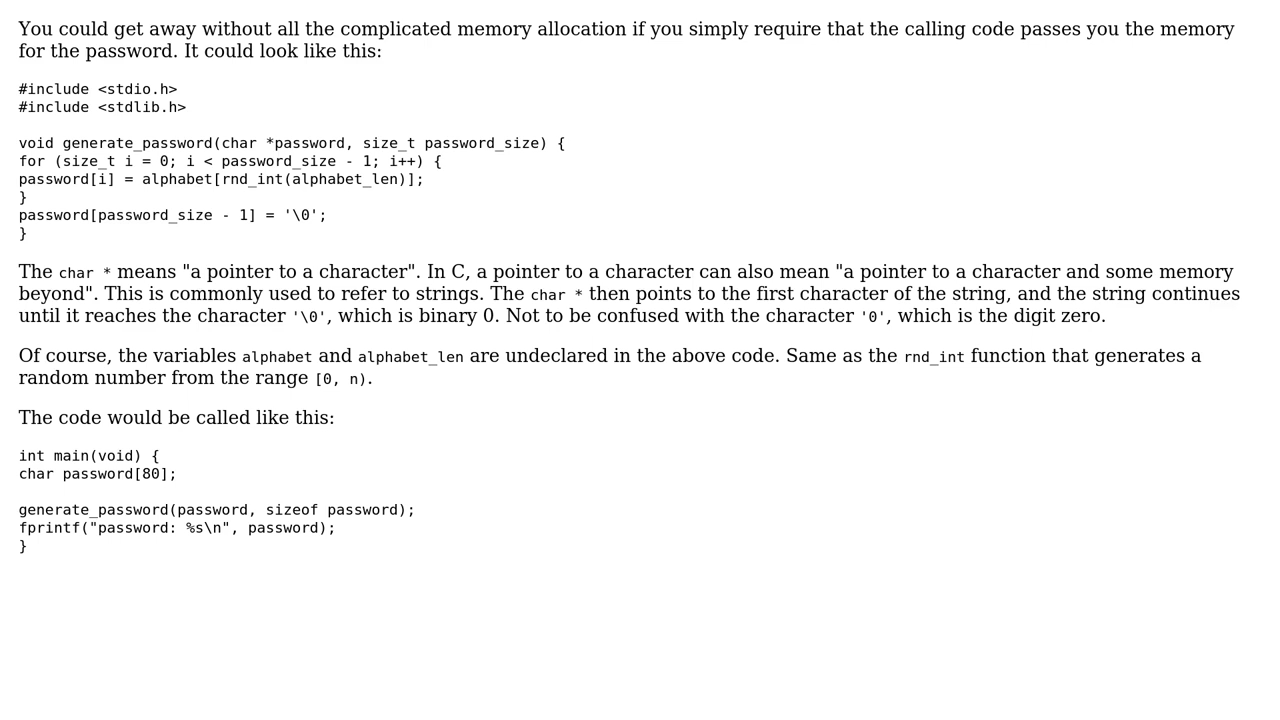 You could get away without all the complicated memory allocation if you simply require that the calling code passes you the memory
for the password. It could look like this:
#include <stdio.h>
#include <stdlib.h>
void generate_password(char *password, size_t password_size) {
for (size_t i = 0; i < password_size - 1; i++) {
password[i] = alphabet[rnd_int(alphabet_len)];
}
password[password_size - 1] = '\0';
}
The char * means "a pointer to a character". In C, a pointer to a character can also mean "a pointer to a character and some memory
beyond". This is commonly used to refer to strings. The char * then points to the first character of the string, and the string continues
until it reaches the character '\0', which is binary 0. Not to be confused with the character '0', which is the digit zero.
Of course, the variables alphabet and alphabet_len are undeclared in the above code. Same as the rnd_int function that generates a
random number from the range [0, n).
The code would be called like this:
int main(void) {
char password[80];
generate_password(password, sizeof password);
fprintf("password: %s\n", password);
}